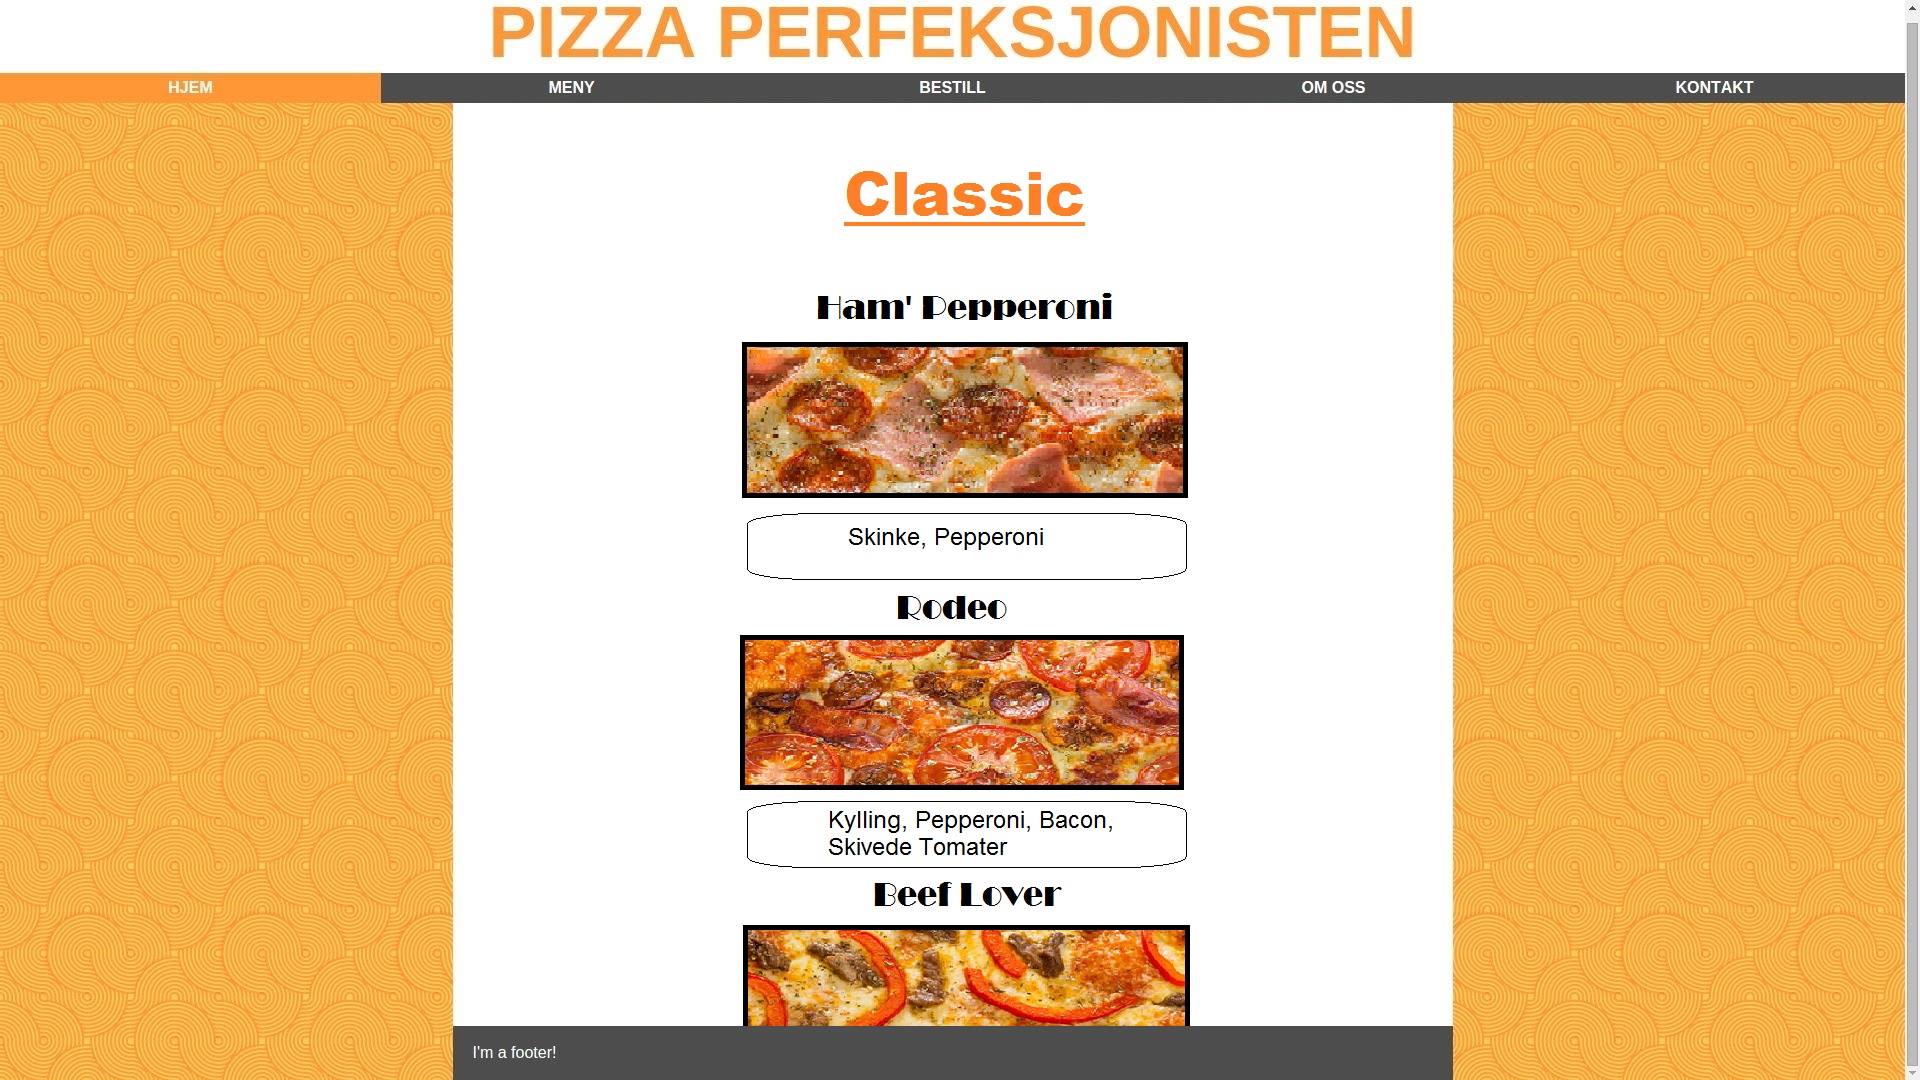 PIZZA PERFEKSJONISTEN
HJEM
MENY
BESTILL
OM OSS
KONTAKT
Classic
Ham' Pepperoni
Skinke, Pepperoni
Rodeo
Kylling, Pepperoni, Bacon,
Skivede Tomater
Beef Lover
I'm a footer!